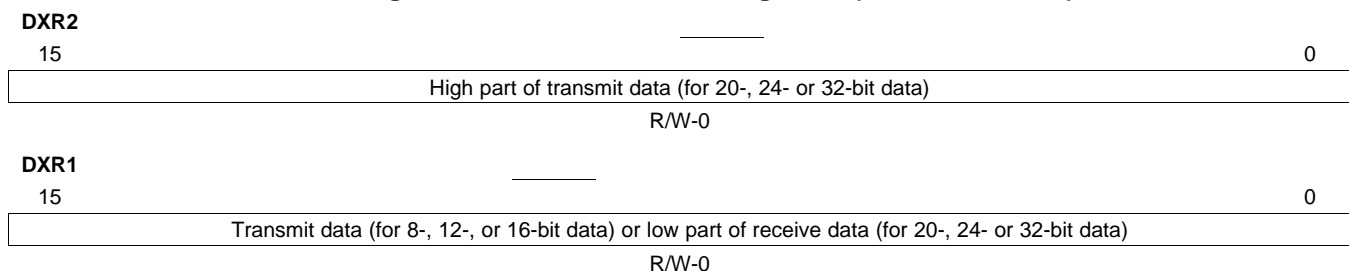 DXR2
15 0
High part of transmit data (for 20-, 24- or 32-bit data)
R/W-0
DXR1
15 0
Transmit data (for 8-, 12-, or 16-bit data) or low part of receive data (for 20-, 24- or 32-bit data)
R/W-0